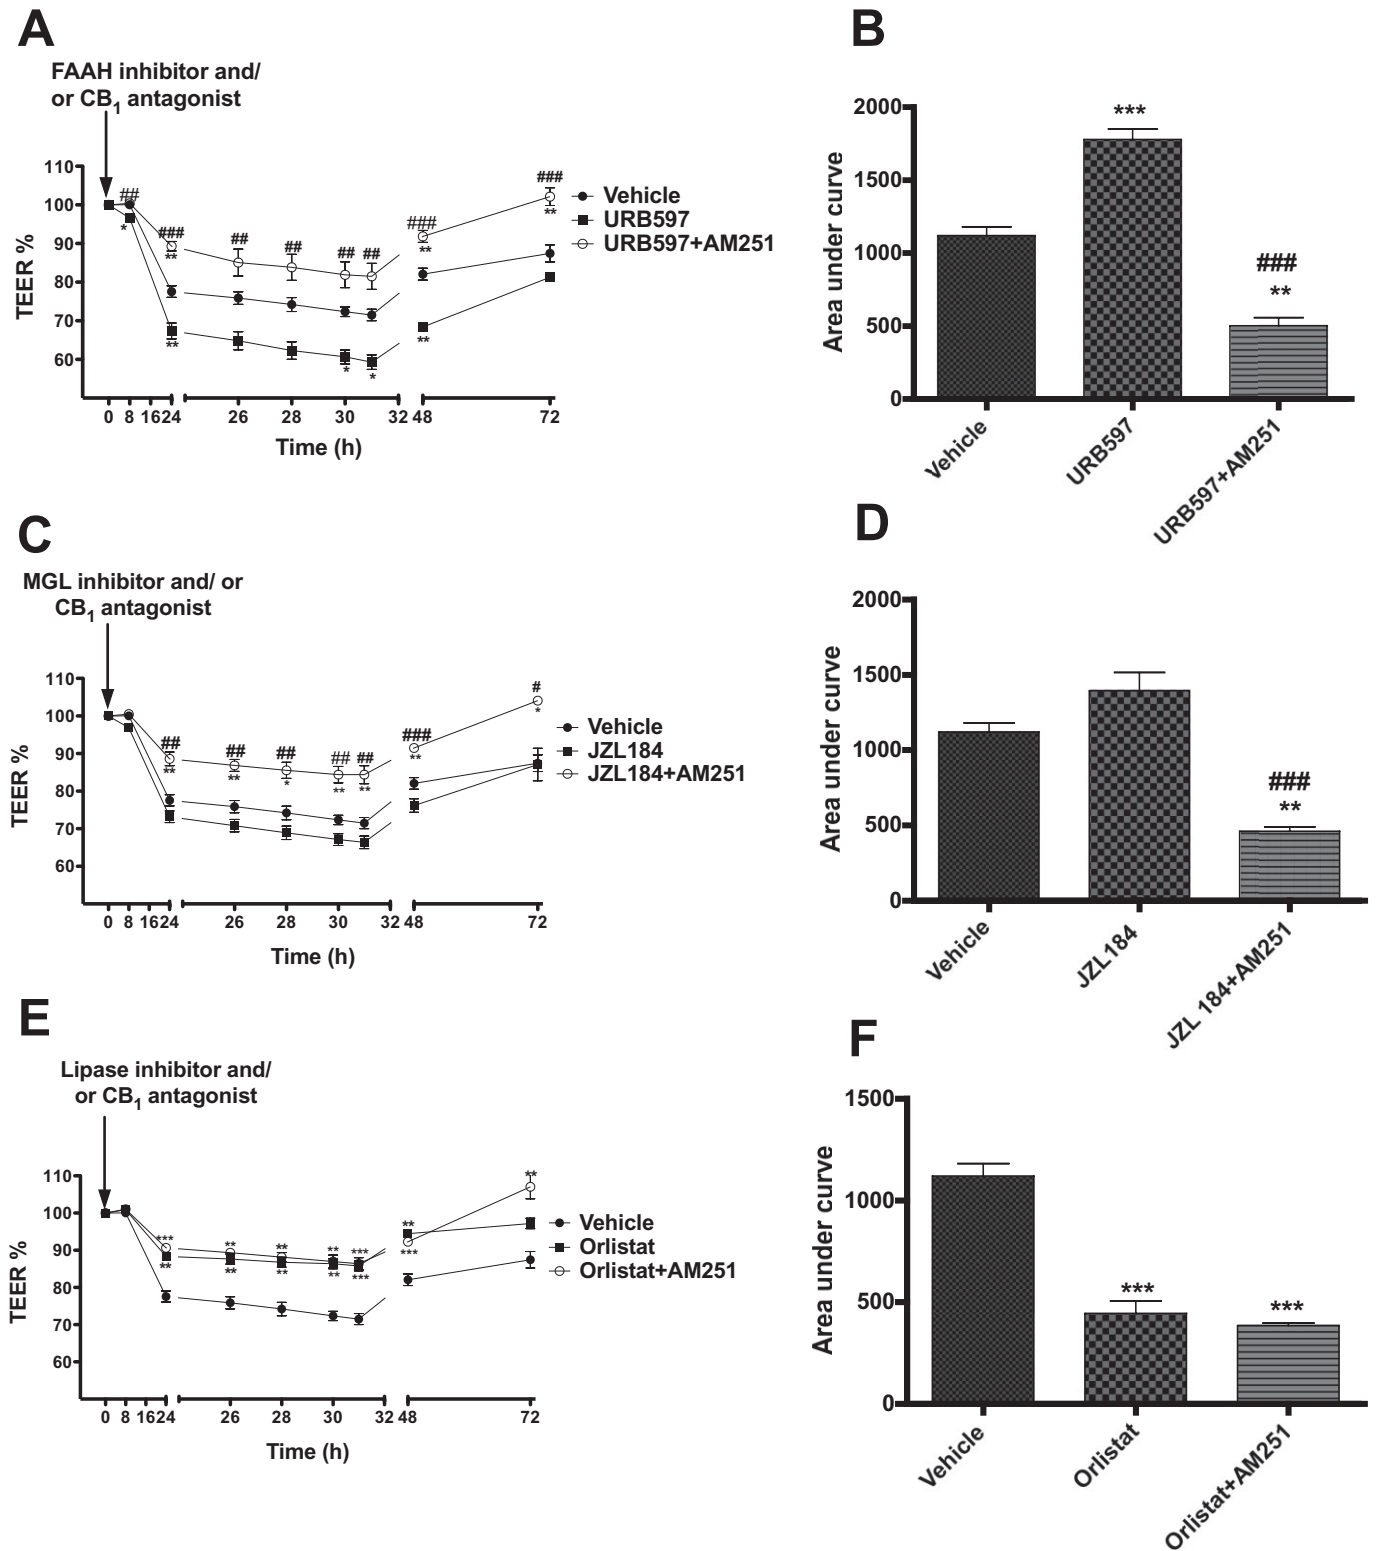 A
FAAH inhibitor and/
or CB1 antagonist
110
100
90
80
70
60
TEER %
##
*
###
**
##
##
##
*
##
*
###
**
**
###
**
Vehicle
URB597
URB597+AM251
0 8 16 24 26 28 30 32 48 72
Time (h)
B
2000
1500
1000
500
0
Area under curve
***
###
**
Vehicle
URB597
URB597+AM251
C
MGL inhibitor and/ or
CB1 antagonist
110
100
90
80
70
60
TEER %
##
**
##
**
##
*
##
**
##
**
###
**
#
*
Vehicle
JZL184
JZL184+AM251
0 8 16 24 26 28 30 32 48 72
Time (h)
D
2000
1500
1000
500
0
Area under curve
###
**
Vehicle
JZL184
JZL 184+AM251
E
Lipase inhibitor and/
or CB1 antagonist
110
100
90
80
70
60
TEER %
***
**
**
**
**
**
**
**
***
***
**
***
**
Vehicle
Orlistat
Orlistat+AM251
0 8 16 24 26 28 30 32 48 72
Time (h)
F
1500
1000
500
0
Area under curve
***
***
Vehicle
Orlistat
Orlistat+AM251